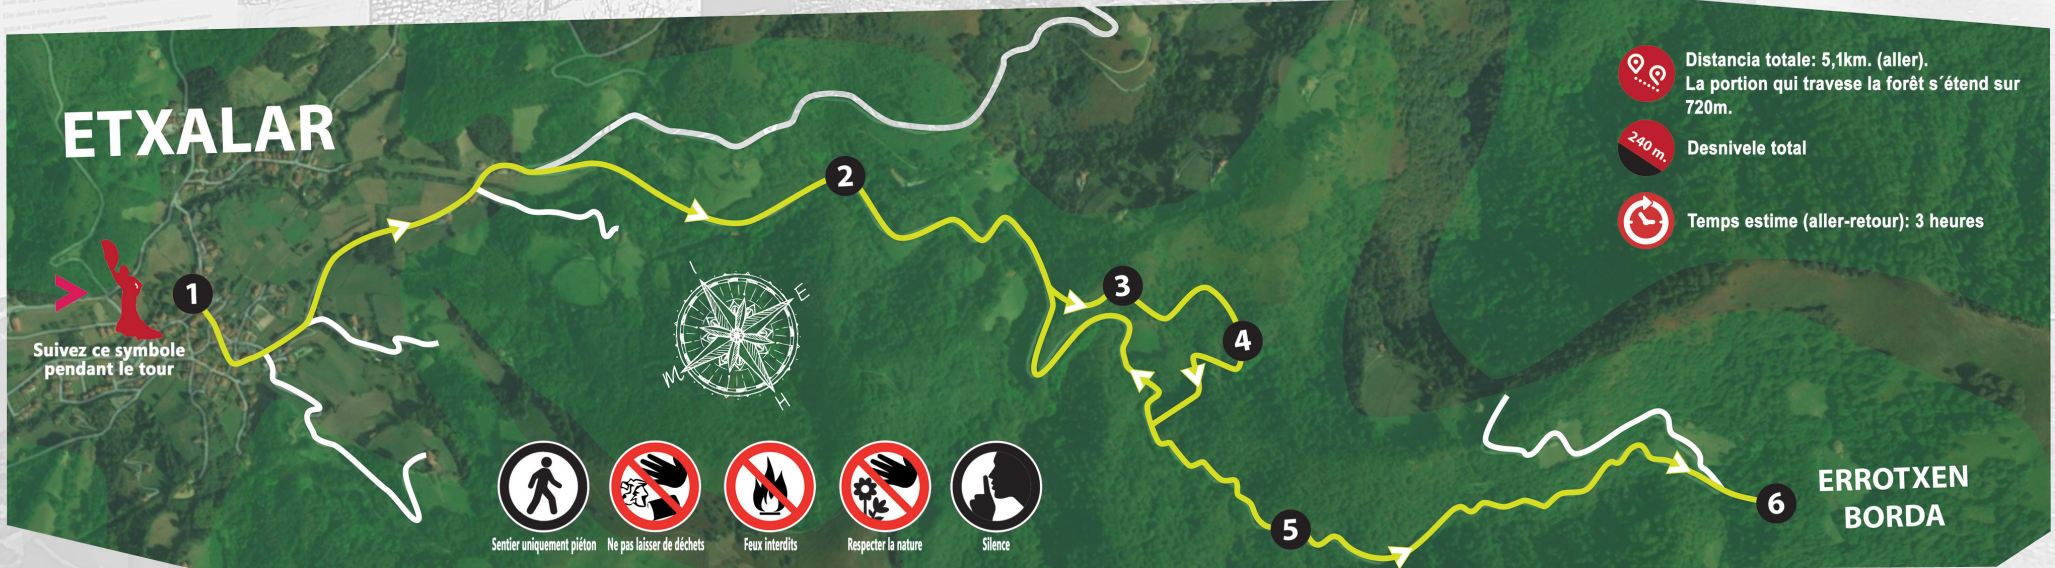 ETXALAR
Distancia totale: 5,1km. (aller).
La portion qui travese la forêt s´étend sur
720m.
240 m.
Desnivele total
Temps estime (aller-retour): 3 heures
1
2
3
4
5
6
Suivez ce symbole
pendant le tour
I
E
M
H
ERROTXEN
BORDA
Sentier uniquement piéton
Ne pas laisser de déchets
Feux interdits
Respecter la nature
Silence